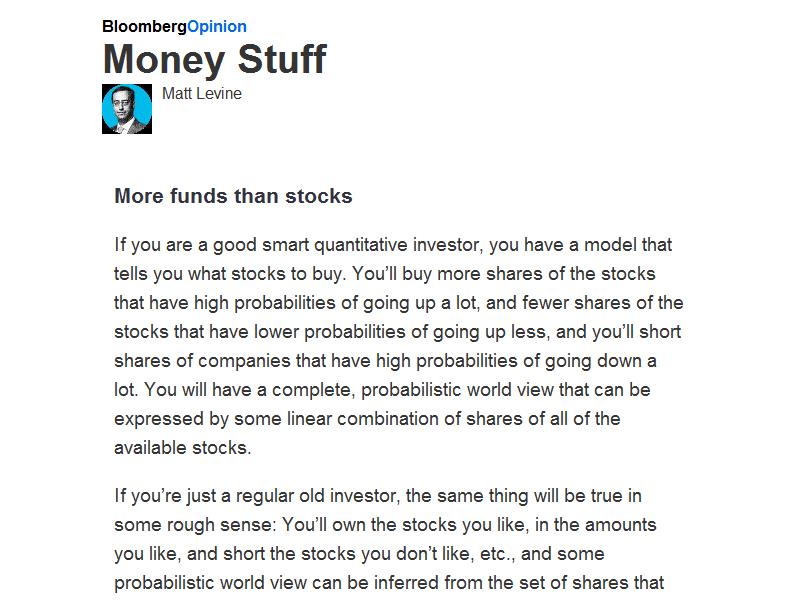 BloombergOpinion
Money Stuff
Matt Levine
More funds than stocks
If you are a good smart quantitative investor, you have a model that
tells you what stocks to buy. You’ll buy more shares of the stocks
that have high probabilities of going up a lot, and fewer shares of the
stocks that have lower probabilities of going up less, and you’ll short
shares of companies that have high probabilities of going down a
lot. You will have a complete, probabilistic world view that can be
expressed by some linear combination of shares of all of the
available stocks.
If you’re just a regular old investor, the same thing will be true in
some rough sense: You’ll own the stocks you like, in the amounts
you like, and short the stocks you don’t like, etc., and some
probabilistic world view can be inferred from the set of shares that